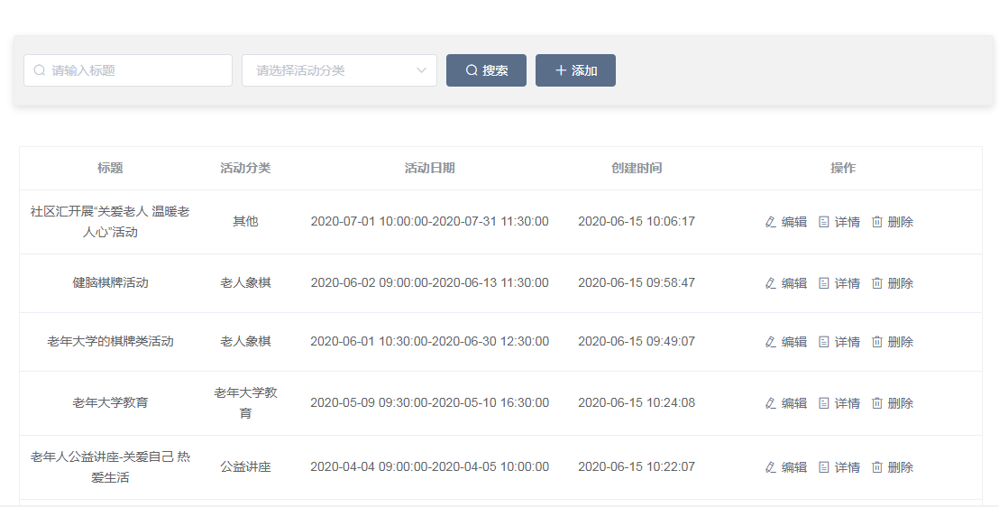 请输入标题 请选择活动分类 搜索 添加
标题 活动分类 活动日期 创建时间 操作
社区汇开展“关爱老人 温暖老
人心”活动 其他 2020-07-01 10:00:00-2020-07-31 11:30:00 2020-06-15 10:06:17 编辑 详情 删除
健脑棋牌活动 老人象棋 2020-06-02 09:00:00-2020-06-13 11:30:00 2020-06-15 09:58:47 编辑 详情 删除
老年大学的棋牌类活动 老人象棋 2020-06-01 10:30:00-2020-06-30 12:30:00 2020-06-15 09:49:07 编辑 详情 删除
老年大学教育 老年大学教
育 2020-05-09 09:30:00-2020-05-10 16:30:00 2020-06-15 10:24:08 编辑 详情 删除
老年人公益讲座-关爱自己 热
爱生活 公益讲座 2020-04-04 09:00:00-2020-04-05 10:00:00 2020-06-15 10:22:07 编辑 详情 删除